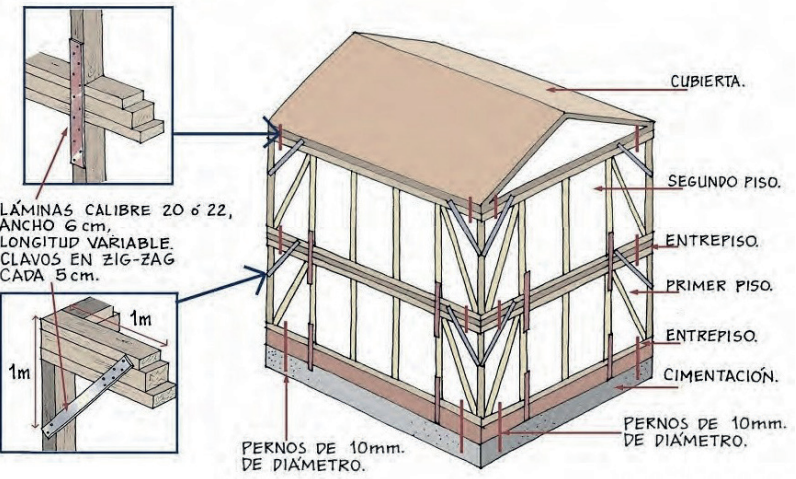 CUBIERTA.
SEGUNDO PISO.
LÁMINAS CALIBRE 20 ó 22,
ANCHO 6 cm,
LONGITUD VARIABLE.
CLAVOS EN ZIG-ZAG
CADA 5 cm.
ENTREPISO.
PRIMER PISO.
1m
1m
ENTREPISO.
CIMENTACIÓN.
PERNOS DE 10mm.
DE DIÁMETRO.
PERNOS DE 10mm.
DE DIÁMETRO.